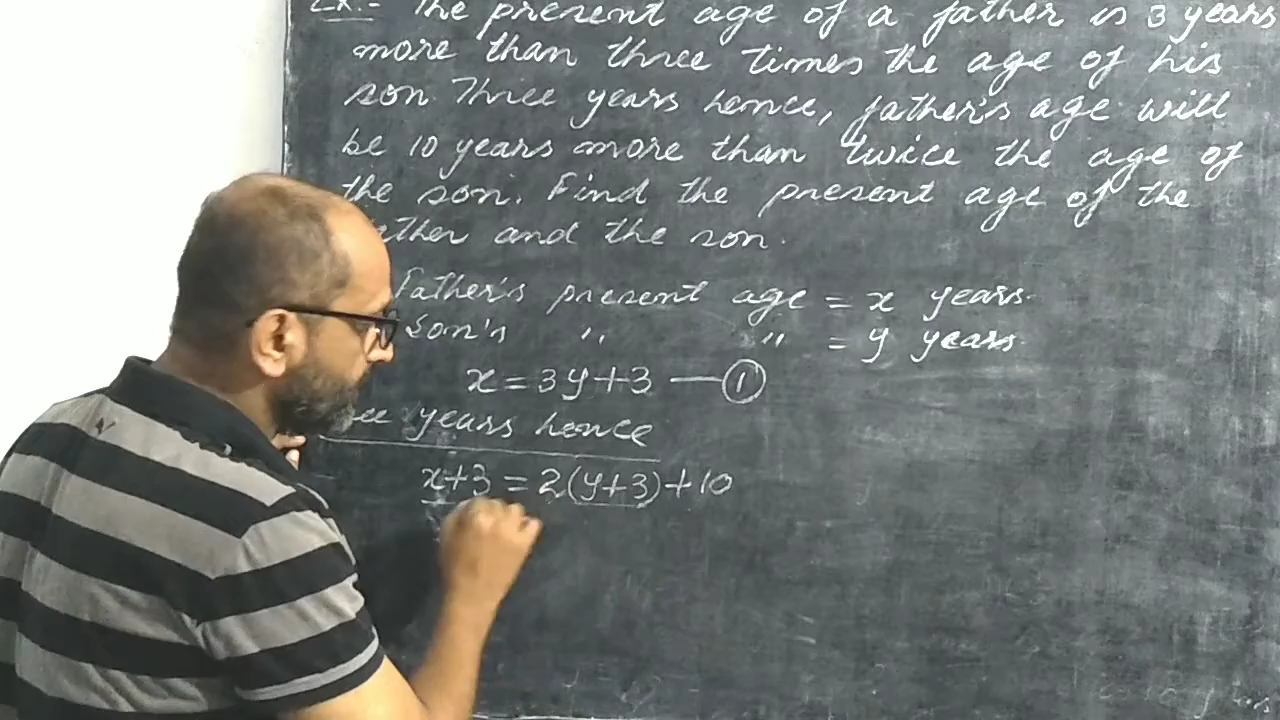 Ex.- The present age of a father is 3 years
more than three times the age of his
son. Three years hence, father's age will
be 10 years more than twice the age of
the son. Find the present age of the
father and the son.
Father's present age = x years.
Son's ,, ,, = y years.
x = 3y+3 — ①
years hence
x+3 = 2(y+3)+10